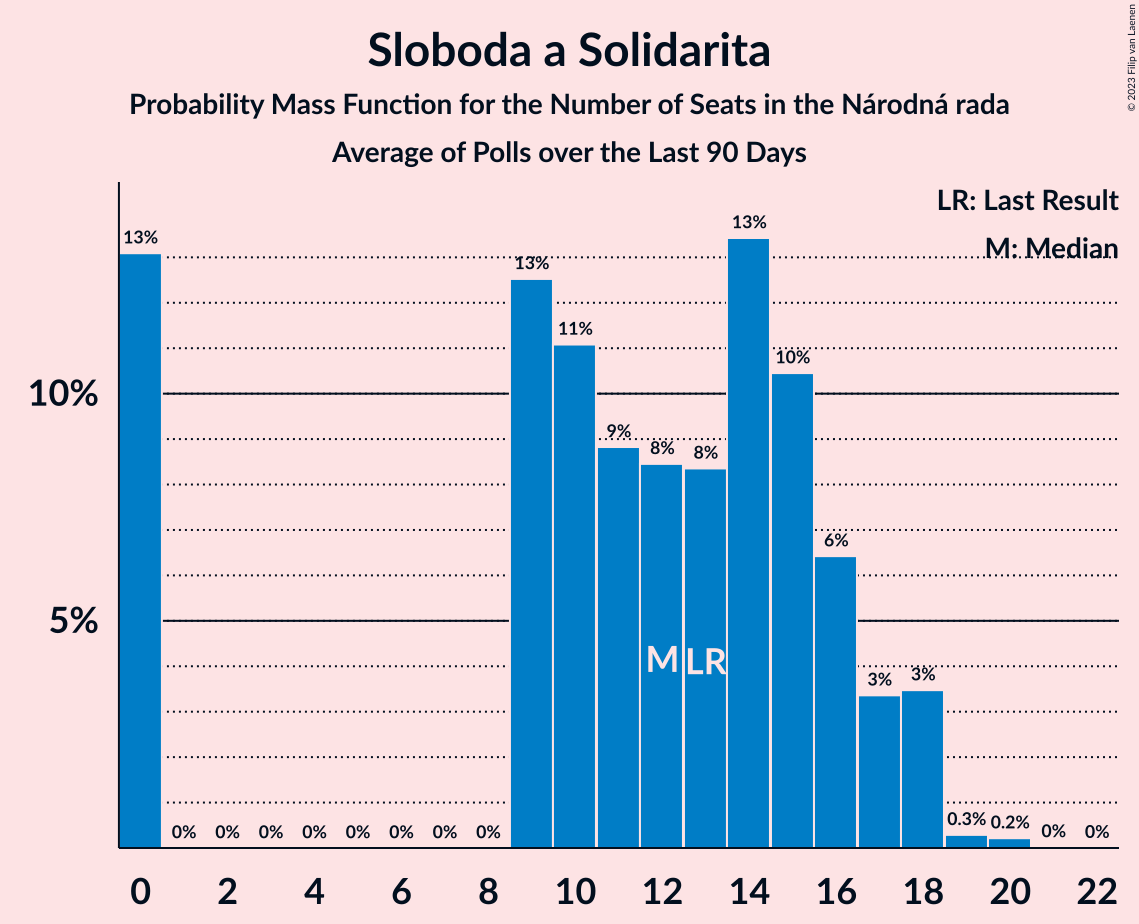 Sloboda a Solidarita
Probability Mass Function for the Number of Seats in the Národná rada
Average of Polls over the Last 90 Days
© 2023 Filip van Laenen
LR: Last Result
M: Median
13%
0%
0%
0%
0%
0%
0%
0%
0%
13%
11%
9%
8%
8%
13%
10%
6%
3%
3%
0.3%
0.2%
0%
0%
10%
5%
M
LR
0 2 4 6 8 10 12 14 16 18 20 22